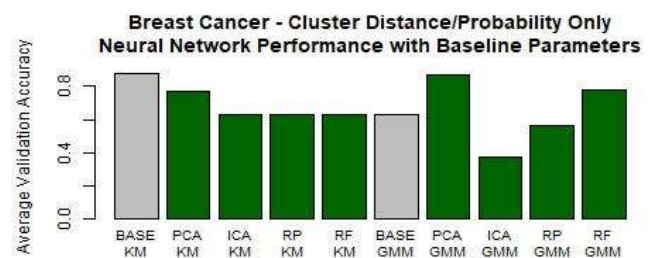 Breast Cancer - Cluster Distance/Probability Only
Neural Network Performance with Baseline Parameters
Average Validation Accuracy
0.8
0.4
0.0
BASE PCA ICA RP RF BASE PCA ICA RP RF
KM KM KM KM KM GMM GMM GMM GMM GMM